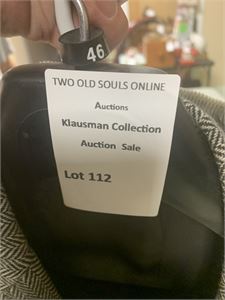 46
TWO OLD SOULS ONLINE
Auctions
Klausman Collection
Auction Sale
Lot 112